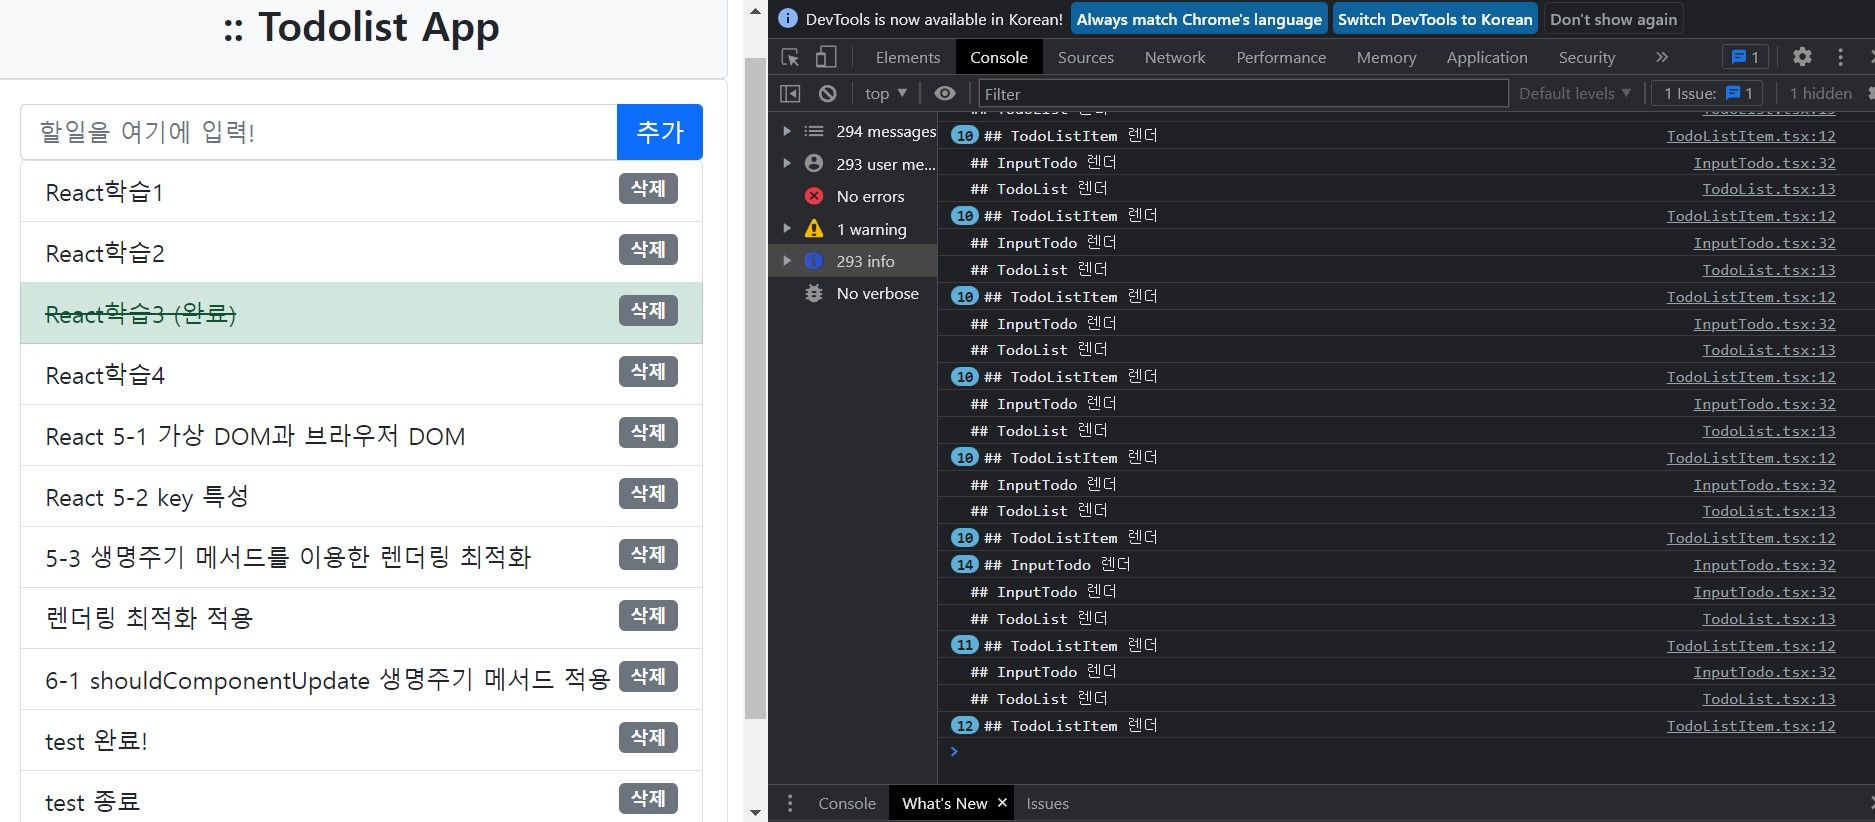 :: Todolist App
할일을 여기에 입력!
추가
React학습1
삭제
React학습2
삭제
React학습3 (완료)
삭제
React학습4
삭제
React 5-1 가상 DOM과 브라우저 DOM
삭제
React 5-2 key 특성
삭제
5-3 생명주기 메서드를 이용한 렌더링 최적화
삭제
렌더링 최적화 적용
삭제
6-1 shouldComponentUpdate 생명주기 메서드 적용
삭제
test 완료!
삭제
test 종료
삭제
DevTools is now available in Korean! Always match Chrome's language Switch DevTools to Korean Don't show again
Elements Console Sources Network Performance Memory Application Security » 1
top Filter Default levels 1 Issue: 1 1 hidden
294 messages
293 user me...
No errors
1 warning
293 info
No verbose
10 ## TodoListItem 렌더 TodoListItem.tsx:12
## InputTodo 렌더 InputTodo.tsx:32
## TodoList 렌더 TodoList.tsx:13
10 ## TodoListItem 렌더 TodoListItem.tsx:12
## InputTodo 렌더 InputTodo.tsx:32
## TodoList 렌더 TodoList.tsx:13
10 ## TodoListItem 렌더 TodoListItem.tsx:12
## InputTodo 렌더 InputTodo.tsx:32
## TodoList 렌더 TodoList.tsx:13
10 ## TodoListItem 렌더 TodoListItem.tsx:12
## InputTodo 렌더 InputTodo.tsx:32
## TodoList 렌더 TodoList.tsx:13
10 ## TodoListItem 렌더 TodoListItem.tsx:12
## InputTodo 렌더 InputTodo.tsx:32
## TodoList 렌더 TodoList.tsx:13
10 ## TodoListItem 렌더 TodoListItem.tsx:12
14 ## InputTodo 렌더 InputTodo.tsx:32
## InputTodo 렌더 InputTodo.tsx:32
## TodoList 렌더 TodoList.tsx:13
11 ## TodoListItem 렌더 TodoListItem.tsx:12
## InputTodo 렌더 InputTodo.tsx:32
## TodoList 렌더 TodoList.tsx:13
12 ## TodoListItem 렌더 TodoListItem.tsx:12
>
Console What's New × Issues